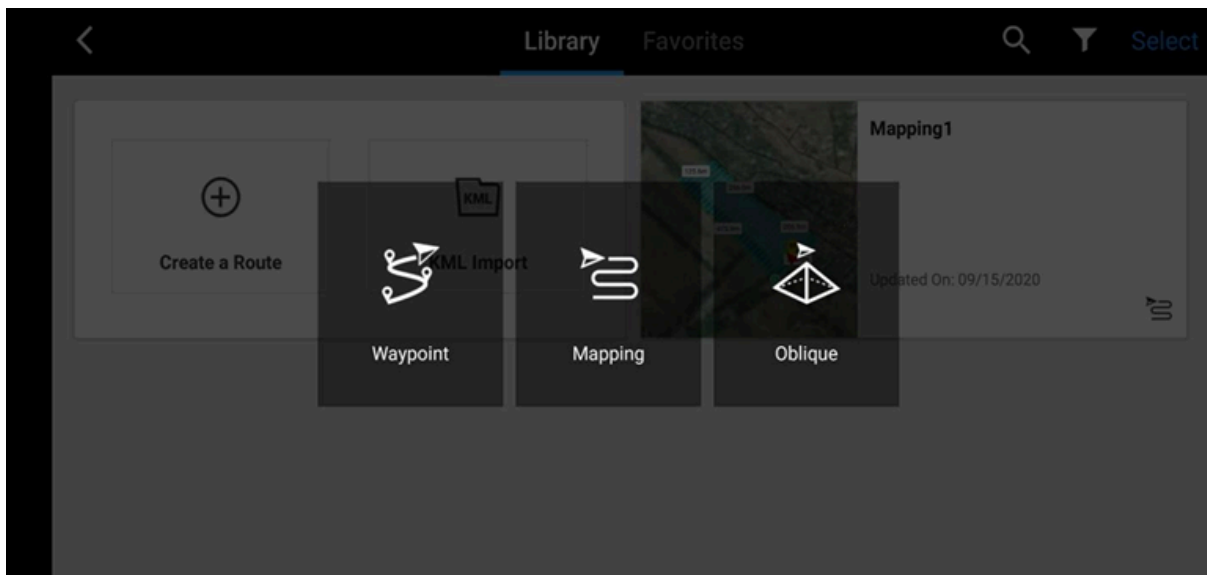 Library
Favorites
Select
Mapping1
KML
Create a Route
KML Import
Updated On: 09/15/2020
Waypoint
Mapping
Oblique